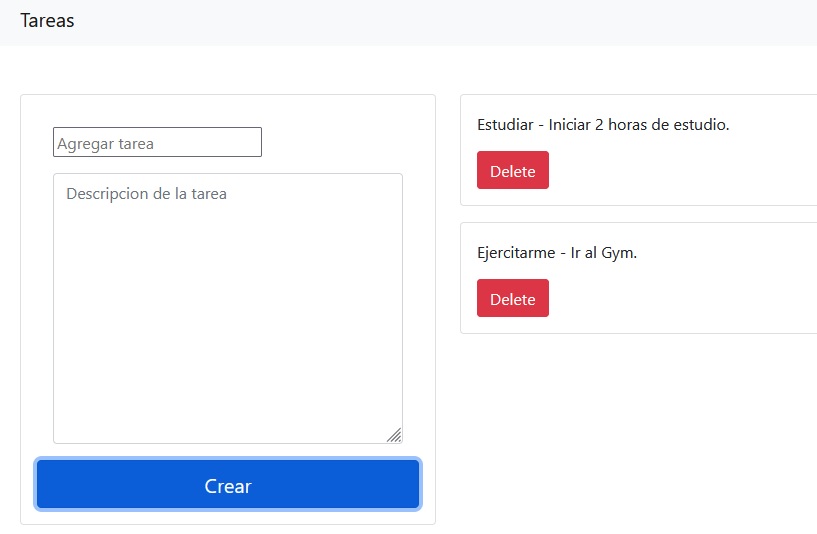 Tareas
Agregar tarea
Descripcion de la tarea
Crear
Estudiar - Iniciar 2 horas de estudio.
Delete
Ejercitarme - Ir al Gym.
Delete